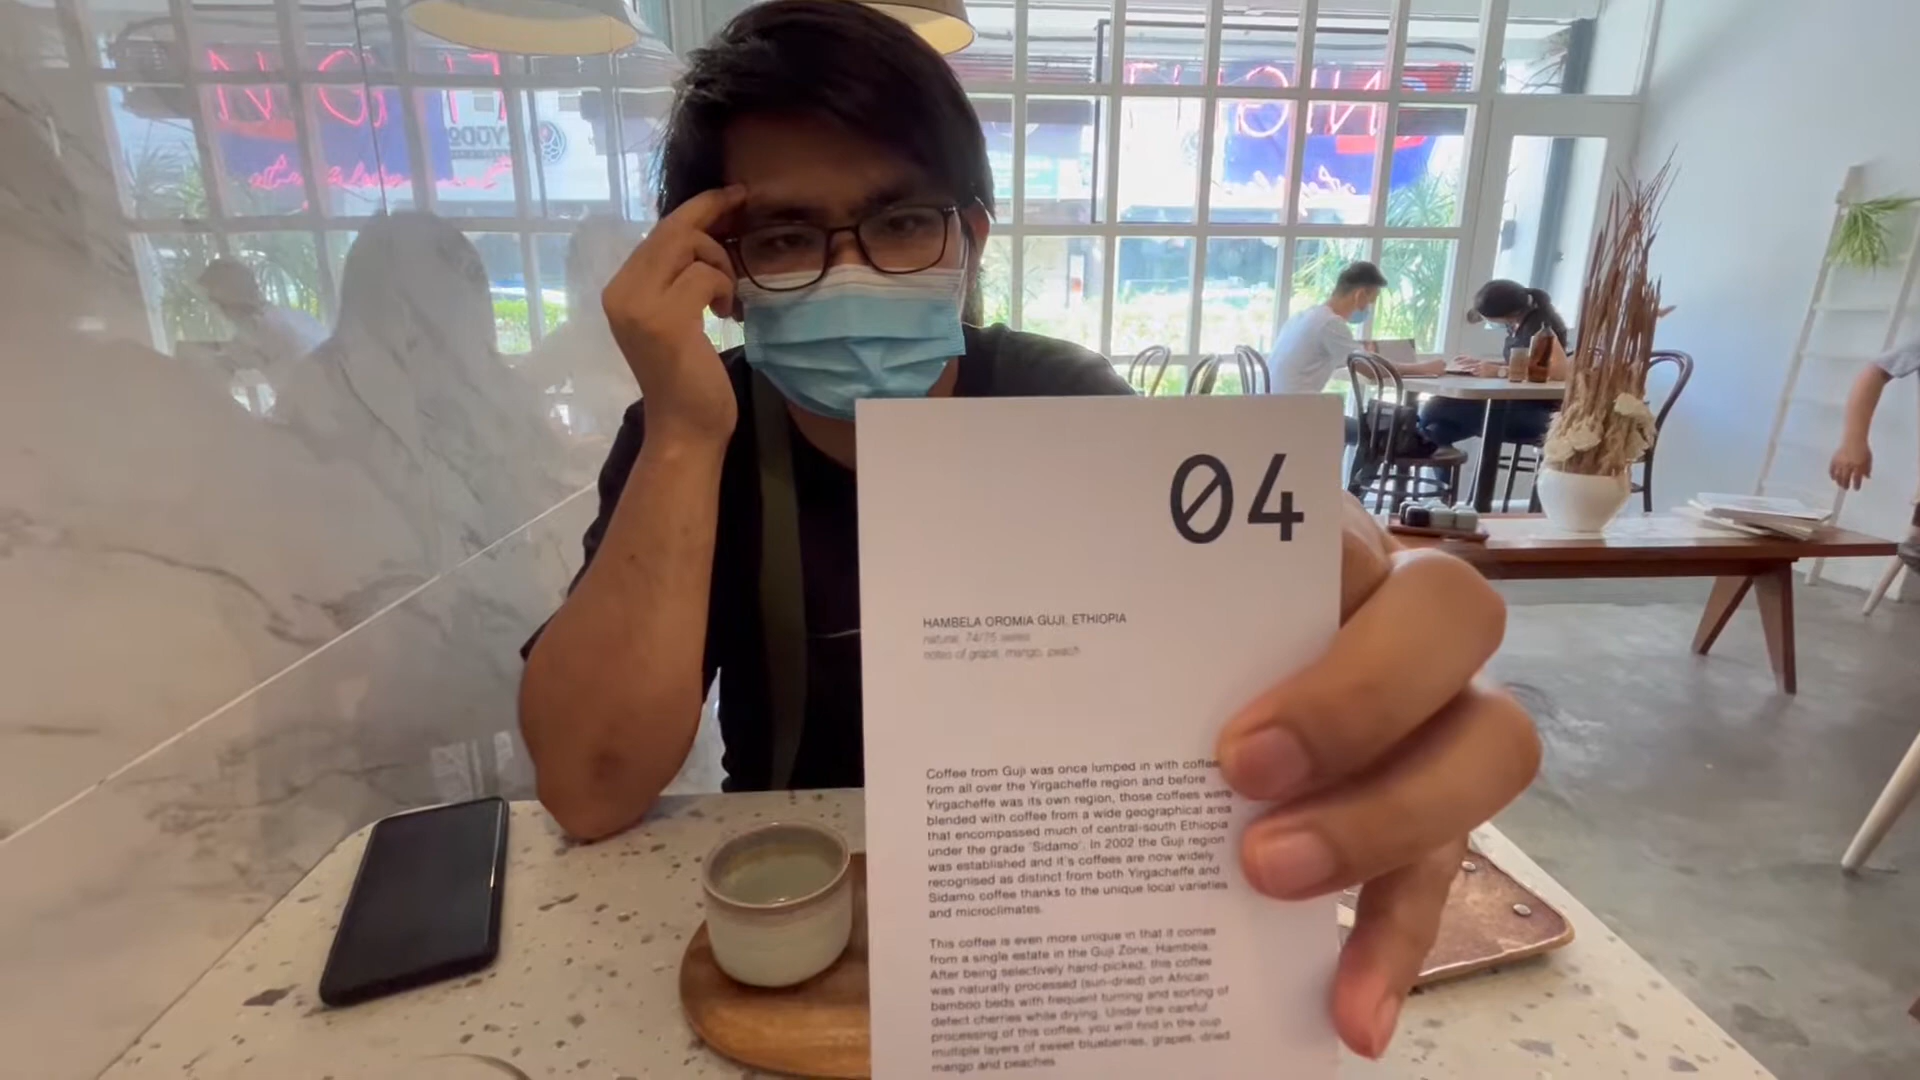 04
HAMBELA OROMIA GUJI, ETHIOPIA
natural, 74/75 series
notes of grape, mango, peach
Coffee from Guji was once lumped in with coffee
from all over the Yirgacheffe region and before
Yirgacheffe was its own region, those coffees were
blended with coffee from a wide geographical area
that encompassed much of central-south Ethiopia
under the grade 'Sidamo'. In 2002 the Guji region
was established and it's coffees are now widely
recognised as distinct from both Yirgacheffe and
Sidamo coffee thanks to the unique local varieties
and microclimates.
This coffee is even more unique in that it comes
from a single estate in the Guji Zone, Hambela.
After being selectively hand-picked, this coffee
was naturally processed (sun-dried) on African
bamboo beds with frequent turning and sorting of
defect cherries while drying. Under the careful
processing of this coffee, you will find in the cup
multiple layers of sweet blueberries, grapes, dried
mango and peaches.